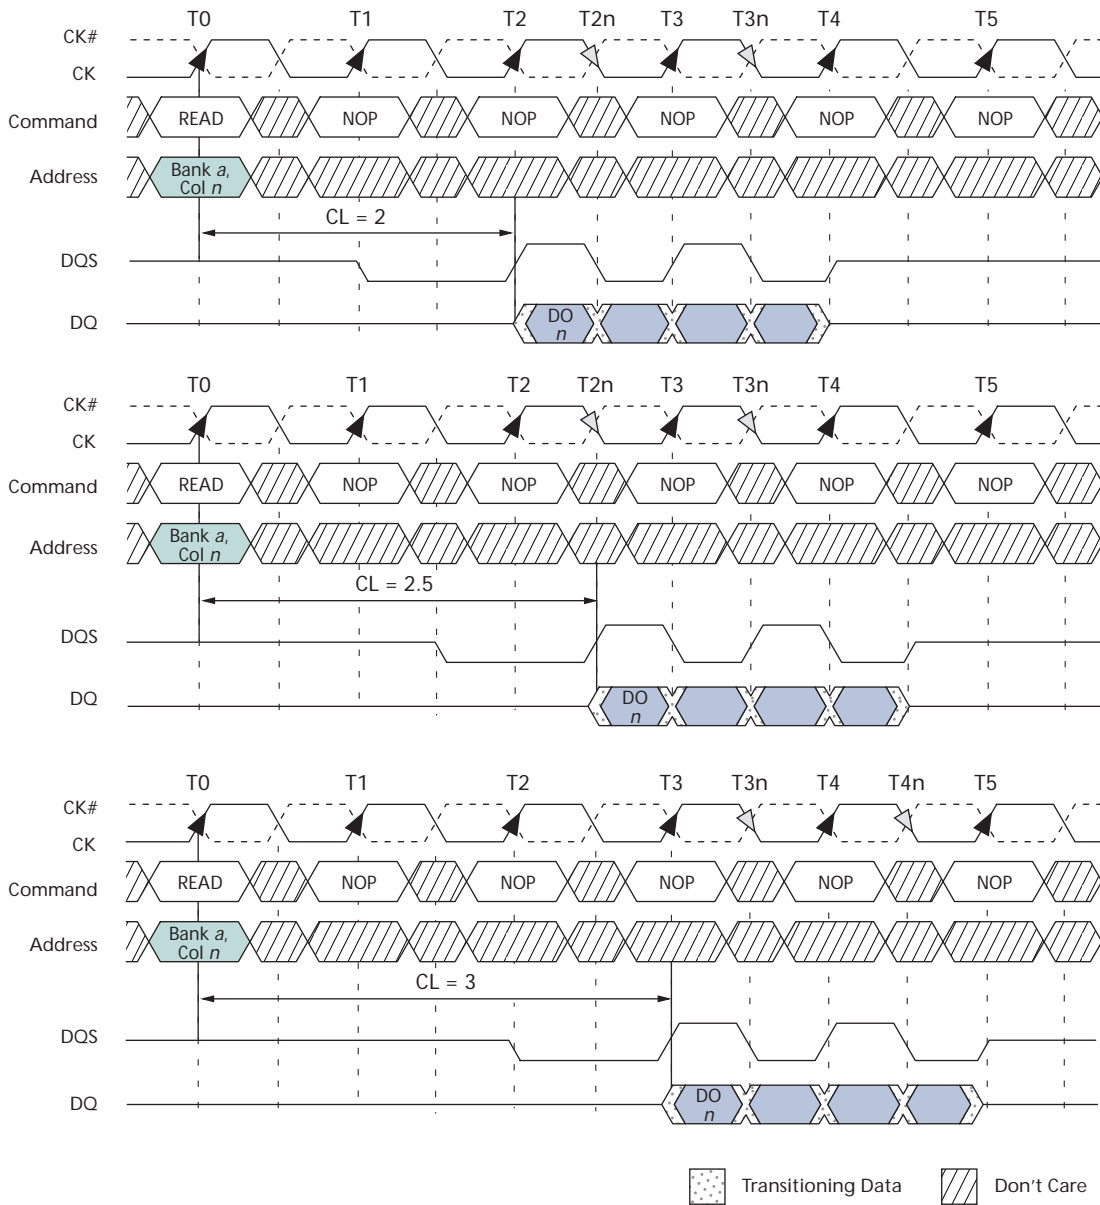 T0 T1 T2 T2n T3 T3n T4 T5
CK#
CK
Command READ NOP NOP NOP NOP NOP
Address Bank a,
Col n
CL = 2
DQS
DQ DO
n
T0 T1 T2 T2n T3 T3n T4 T5
CK#
CK
Command READ NOP NOP NOP NOP NOP
Address Bank a,
Col n
CL = 2.5
DQS
DQ DO
n
T0 T1 T2 T3 T3n T4 T4n T5
CK#
CK
Command READ NOP NOP NOP NOP NOP
Address Bank a,
Col n
CL = 3
DQS
DQ DO
n
Transitioning Data Don't Care